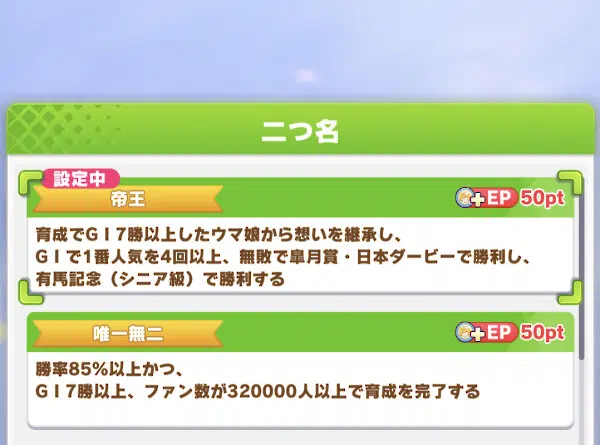 二つ名
設定中
帝王
+EP 50pt
育成でGⅠ7勝以上したウマ娘から想いを継承し、
GⅠで1番人気を4回以上、無敗で皐月賞・日本ダービーで勝利し、
有馬記念（シニア級）で勝利する
唯一無二
+EP 50pt
勝率85%以上かつ、
GⅠ7勝以上、ファン数が320000人以上で育成を完了する